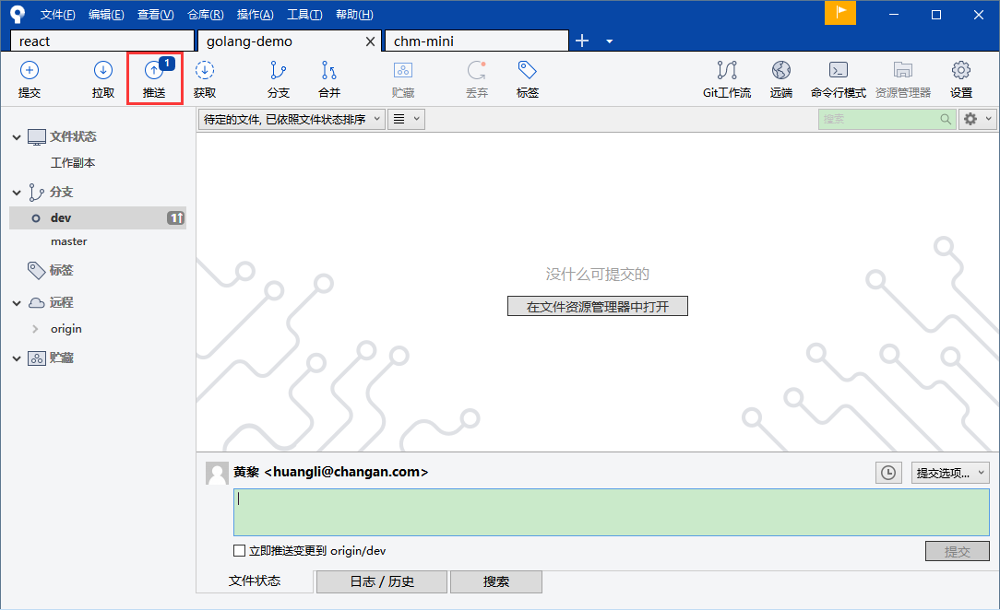 文件(F) 编辑(E) 查看(V) 仓库(R) 操作(A) 工具(T) 帮助(H)
react golang-demo chm-mini
1
提交 拉取 推送 获取 分支 合并 贮藏 丢弃 标签 Git工作流 远端 命令行模式 资源管理器 设置
待定的文件, 已依照文件状态排序 搜索
文件状态
工作副本
分支
dev 1↑
master
标签
远程
origin
贮藏
没什么可提交的
在文件资源管理器中打开
黄黎 <huangli@changan.com> 提交选项...
立即推送变更到 origin/dev 提交
文件状态 日志 / 历史 搜索